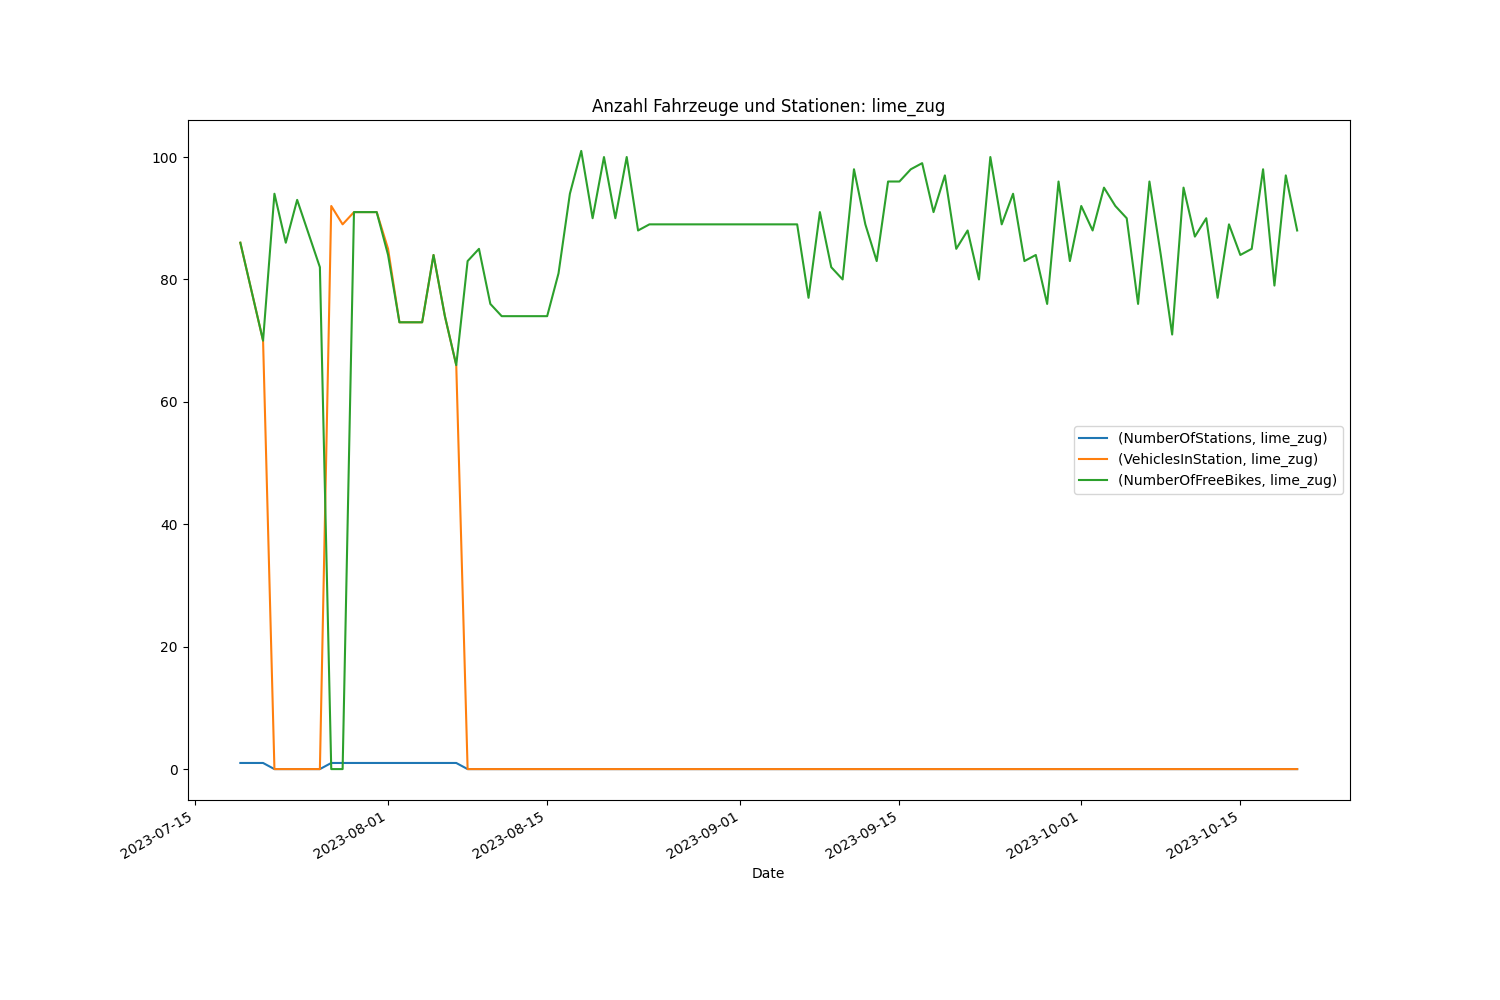 Anzahl Fahrzeuge und Stationen: lime_zug
100
80
60
40
20
0
(NumberOfStations, lime_zug)
(VehiclesInStation, lime_zug)
(NumberOfFreeBikes, lime_zug)
2023-07-15
2023-08-01
2023-08-15
2023-09-01
2023-09-15
2023-10-01
2023-10-15
Date